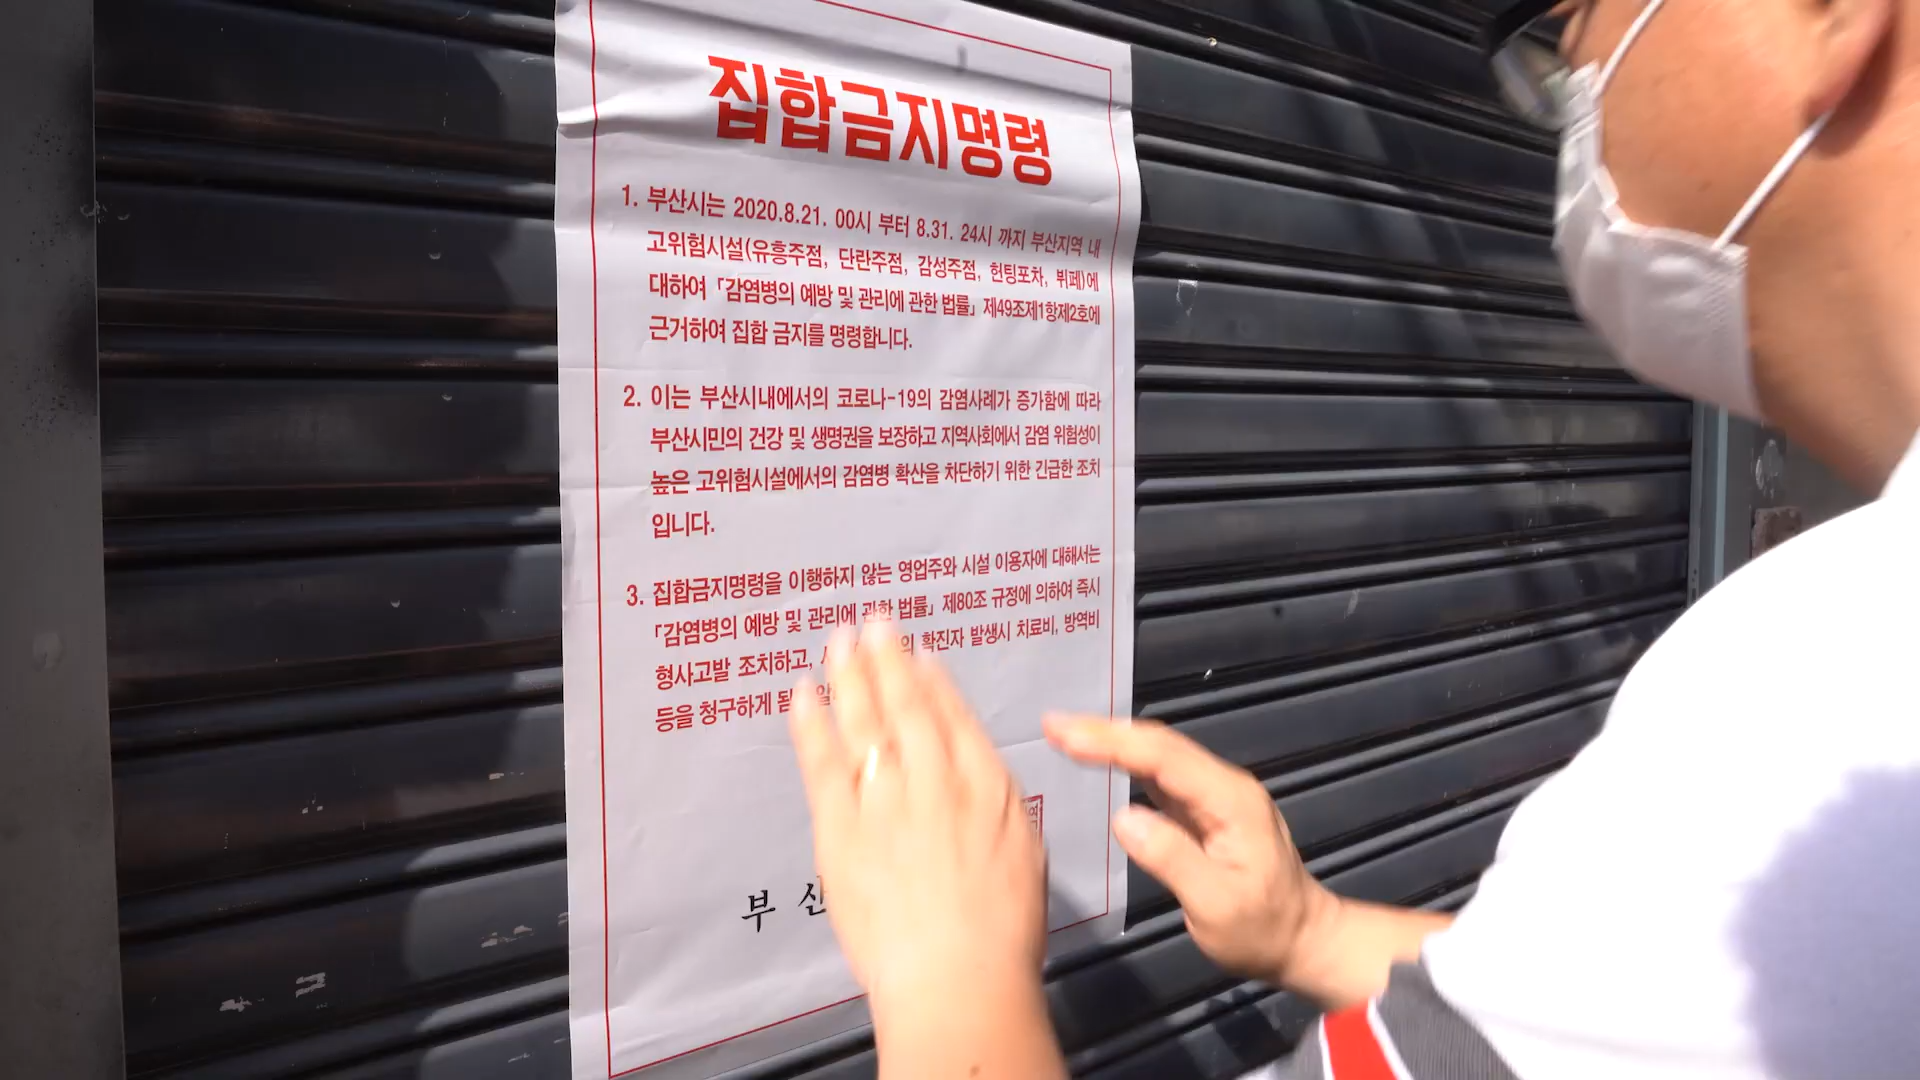 집합금지명령
1. 부산시는 2020.8.21. 00시 부터 8.31. 24시 까지 부산지역 내
고위험시설(유흥주점, 단란주점, 감성주점, 헌팅포차, 뷔페)에
대하여 「감염병의 예방 및 관리에 관한 법률」 제49조제1항제2호에
근거하여 집합 금지를 명령합니다.
2. 이는 부산시내에서의 코로나-19의 감염사례가 증가함에 따라
부산시민의 건강 및 생명권을 보장하고 지역사회에서 감염 위험성이
높은 고위험시설에서의 감염병 확산을 차단하기 위한 긴급한 조치
입니다.
3. 집합금지명령을 이행하지 않는 영업주와 시설 이용자에 대해서는
「감염병의 예방 및 관리에 관한 법률」 제80조 규정에 의하여 즉시
형사고발 조치하고, 확진자 발생시 치료비, 방역비
등을 청구하게
부 산